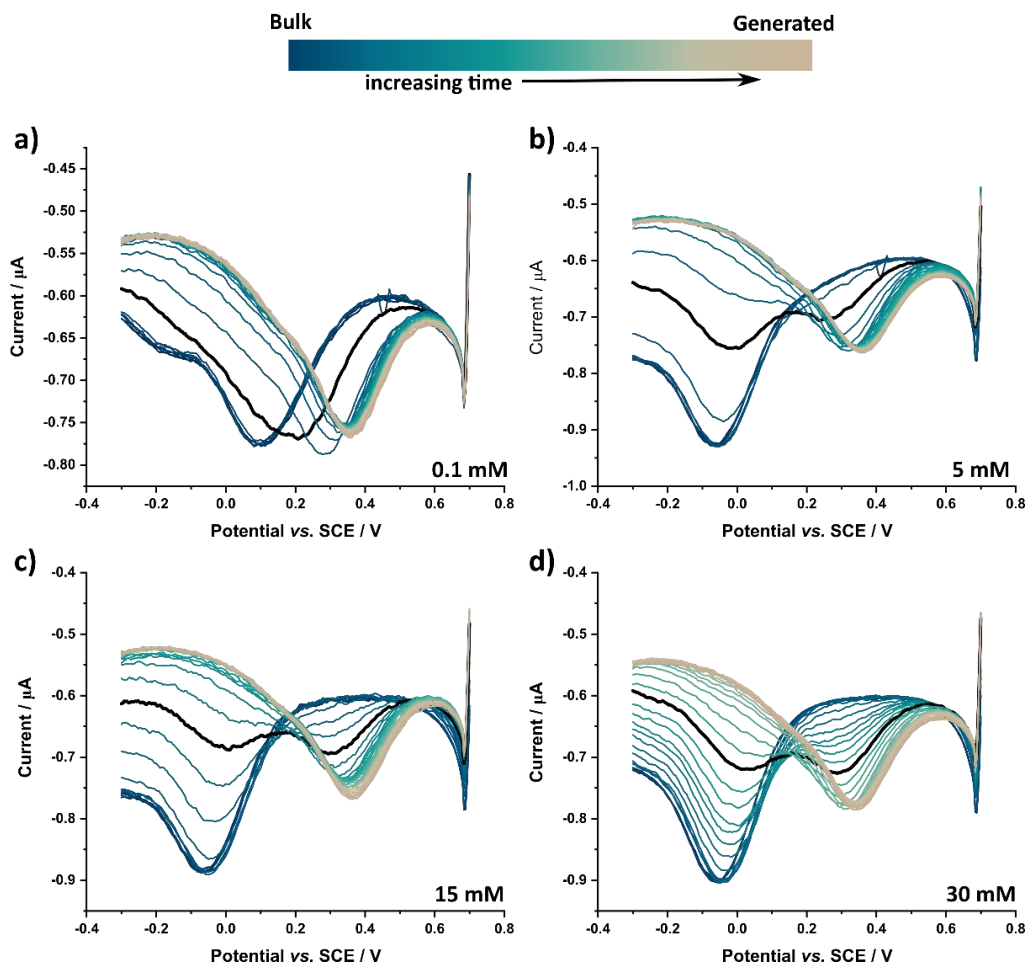 Bulk Generated
increasing time
a)
-0.45
-0.50
-0.55
-0.60
-0.65
-0.70
-0.75
-0.80
Current / μA
-0.4 -0.2 0.0 0.2 0.4 0.6 0.8
Potential vs. SCE / V
0.1 mM
b)
-0.4
-0.5
-0.6
-0.7
-0.8
-0.9
-1.0
Current / μA
-0.4 -0.2 0.0 0.2 0.4 0.6 0.8
Potential vs. SCE / V
5 mM
c)
-0.4
-0.5
-0.6
-0.7
-0.8
-0.9
Current / μA
-0.4 -0.2 0.0 0.2 0.4 0.6 0.8
Potential vs. SCE / V
15 mM
d)
-0.4
-0.5
-0.6
-0.7
-0.8
-0.9
Current / μA
-0.4 -0.2 0.0 0.2 0.4 0.6 0.8
Potential vs. SCE / V
30 mM